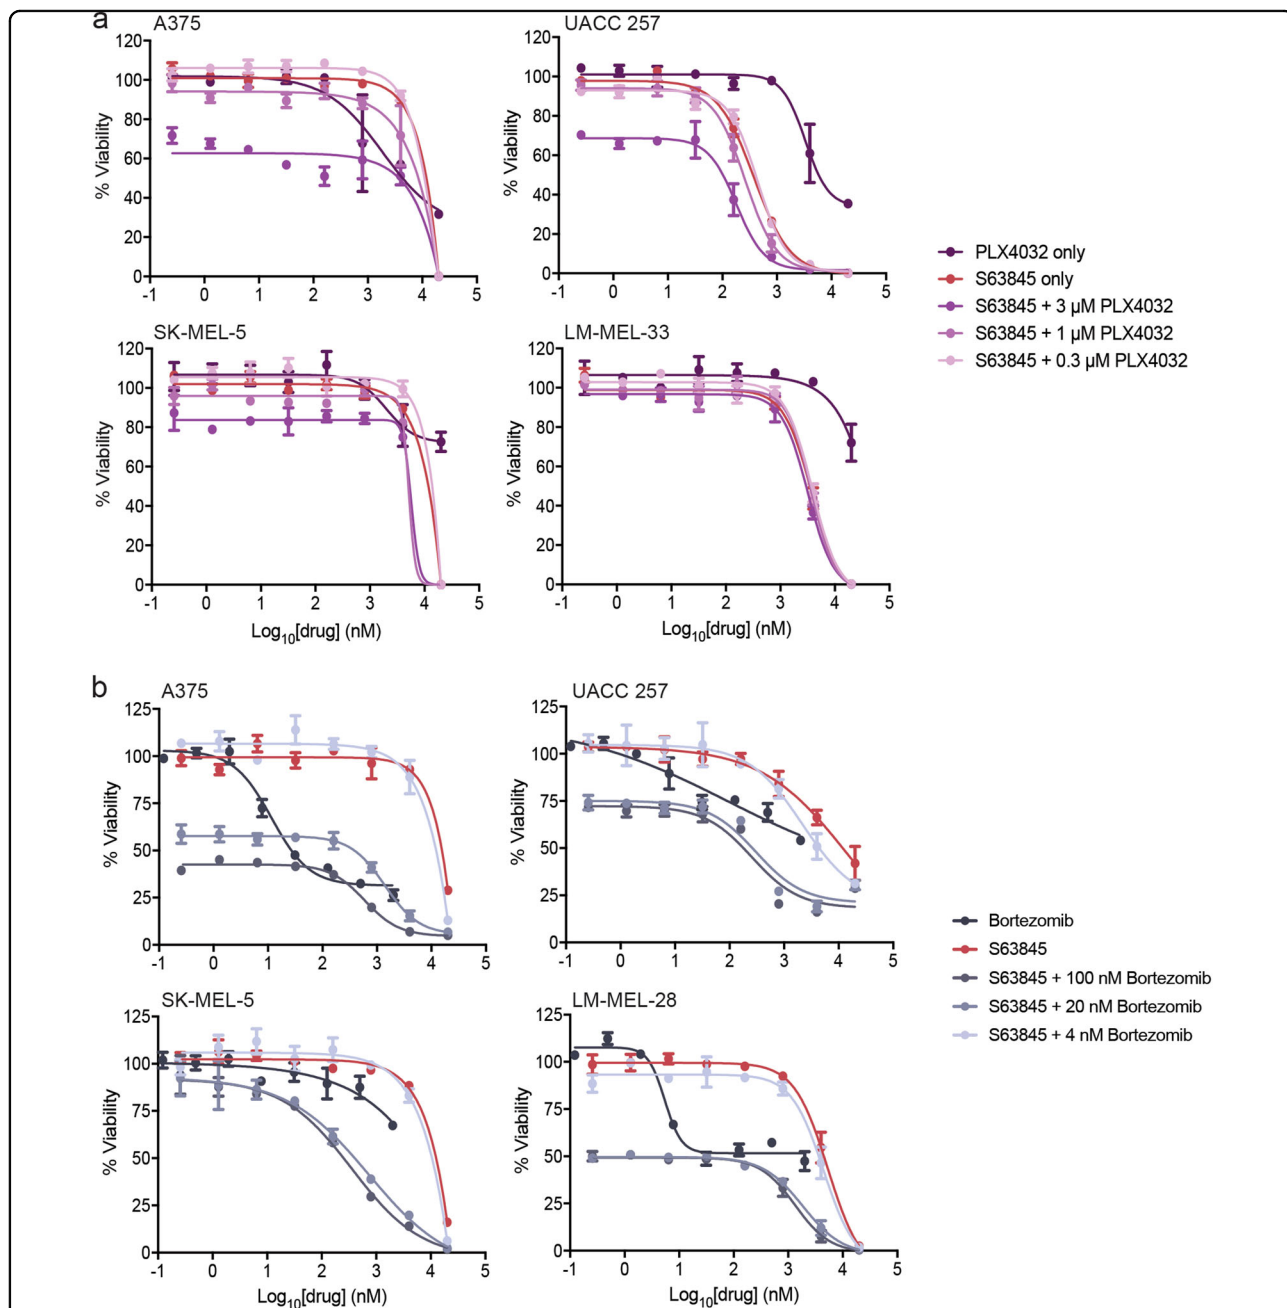 a
A375
UACC 257
120
100
80
60
40
20
0
% Viability
-1 0 1 2 3 4 5
120
100
80
60
40
20
0
% Viability
-1 0 1 2 3 4 5
PLX4032 only
S63845 only
S63845 + 3 µM PLX4032
S63845 + 1 µM PLX4032
S63845 + 0.3 µM PLX4032
SK-MEL-5
LM-MEL-33
120
100
80
60
40
20
0
% Viability
-1 0 1 2 3 4 5
Log10[drug] (nM)
120
100
80
60
40
20
0
% Viability
-1 0 1 2 3 4 5
Log10[drug] (nM)
b
A375
UACC 257
125
100
75
50
25
0
% Viability
-1 0 1 2 3 4 5
125
100
75
50
25
0
% Viability
-1 0 1 2 3 4 5
Bortezomib
S63845
S63845 + 100 nM Bortezomib
S63845 + 20 nM Bortezomib
S63845 + 4 nM Bortezomib
SK-MEL-5
LM-MEL-28
125
100
75
50
25
0
% Viability
-1 0 1 2 3 4 5
Log10[drug] (nM)
125
100
75
50
25
0
% Viability
-1 0 1 2 3 4 5
Log10[drug] (nM)